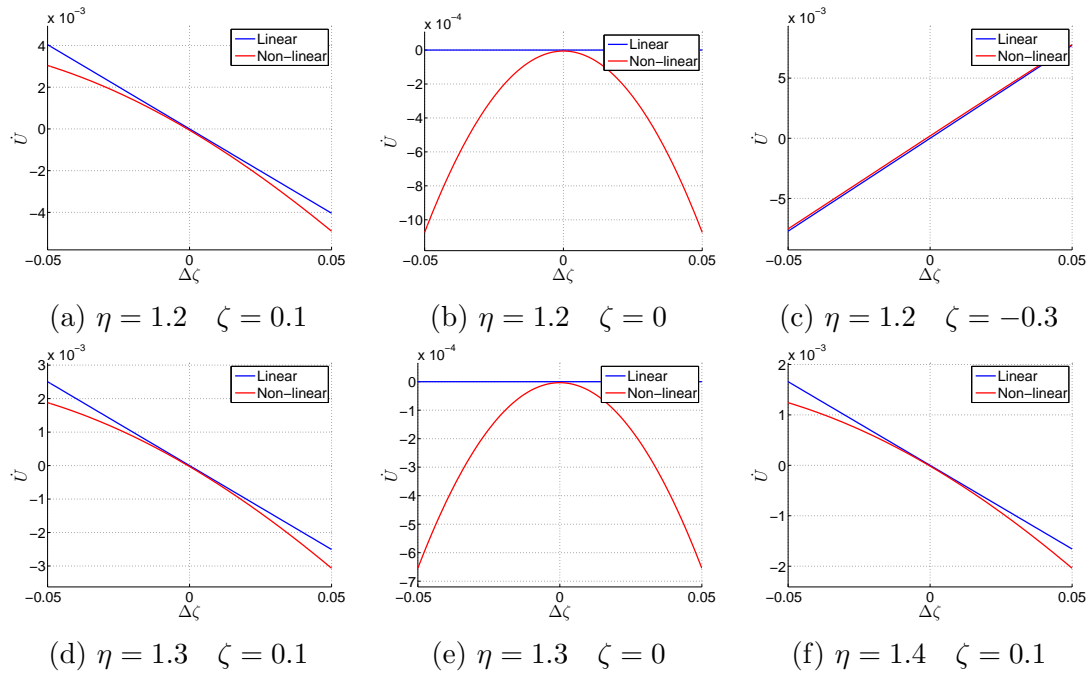 x 10⁻³
4
2
0
−2
−4
U̇
−0.05
0
0.05
Δζ
Linear
Non−linear
(a) η = 1.2 ζ = 0.1
x 10⁻⁴
0
−2
−4
−6
−8
−10
U̇
−0.05
0
0.05
Δζ
Linear
Non−linear
(b) η = 1.2 ζ = 0
x 10⁻³
5
0
−5
U̇
−0.05
0
0.05
Δζ
Linear
Non−linear
(c) η = 1.2 ζ = −0.3
x 10⁻³
3
2
1
0
−1
−2
−3
U̇
−0.05
0
0.05
Δζ
Linear
Non−linear
(d) η = 1.3 ζ = 0.1
x 10⁻⁴
0
−1
−2
−3
−4
−5
−6
−7
U̇
−0.05
0
0.05
Δζ
Linear
Non−linear
(e) η = 1.3 ζ = 0
x 10⁻³
2
1
0
−1
−2
U̇
−0.05
0
0.05
Δζ
Linear
Non−linear
(f) η = 1.4 ζ = 0.1